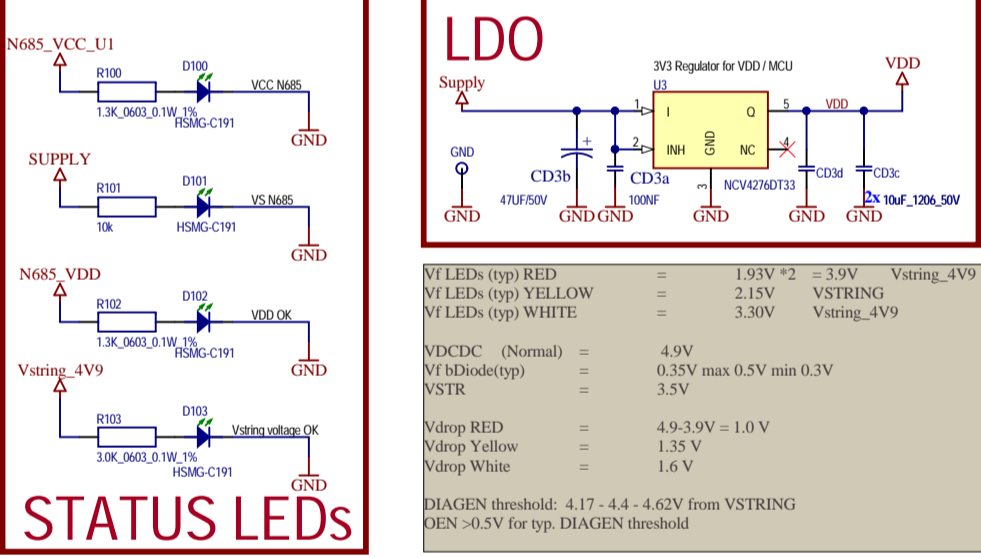 N685_VCC_U1
R100
D100
VCC N685
1.3K_0603_0.1W_1%
HSMG-C191
GND
SUPPLY
R101
D101
VS N685
10k
HSMG-C191
GND
N685_VDD
R102
D102
VDD OK
1.3K_0603_0.1W_1%
HSMG-C191
GND
Vstring_4V9
R103
D103
Vstring voltage OK
3.0K_0603_0.1W_1%
HSMG-C191
GND
STATUS LEDs
LDO
3V3 Regulator for VDD / MCU
Supply
U3
VDD
1
I
Q
5
VDD
GND
2
INH
GND
NC
4
CD3b
CD3a
3
NCV4276DT33
CD3d
CD3c
47UF/50V
100NF
2x 10uF_1206_50V
GND
GND
GND
GND
GND
GND
Vf LEDs (typ) RED = 1.93V *2 = 3.9V Vstring_4V9
Vf LEDs (typ) YELLOW = 2.15V VSTRING
Vf LEDs (typ) WHITE = 3.30V Vstring_4V9
VDCDC (Normal) = 4.9V
Vf bDiode(typ) = 0.35V max 0.5V min 0.3V
VSTR = 3.5V
Vdrop RED = 4.9-3.9V = 1.0 V
Vdrop Yellow = 1.35 V
Vdrop White = 1.6 V
DIAGEN threshold: 4.17 - 4.4 - 4.62V from VSTRING
OEN >0.5V for typ. DIAGEN threshold